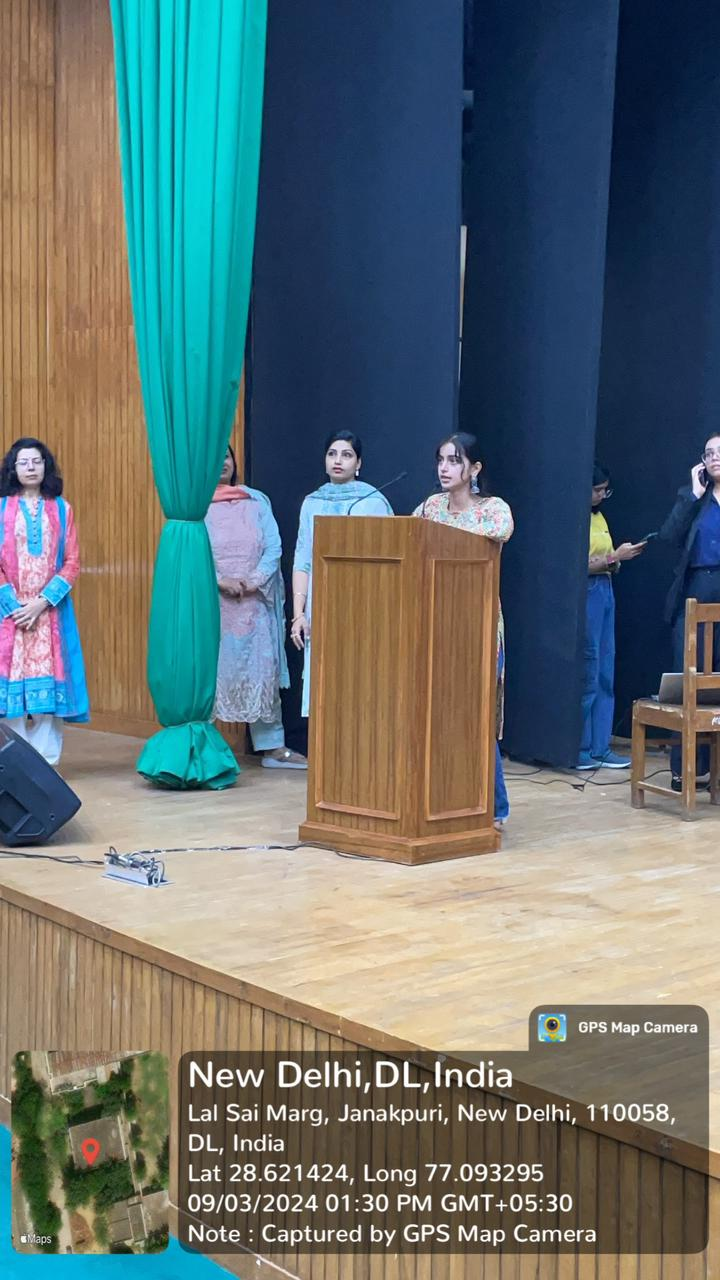 GPS Map Camera
New Delhi,DL,India
Lal Sai Marg, Janakpuri, New Delhi, 110058,
DL, India
Lat 28.621424, Long 77.093295
09/03/2024 01:30 PM GMT+05:30
Note : Captured by GPS Map Camera
Maps